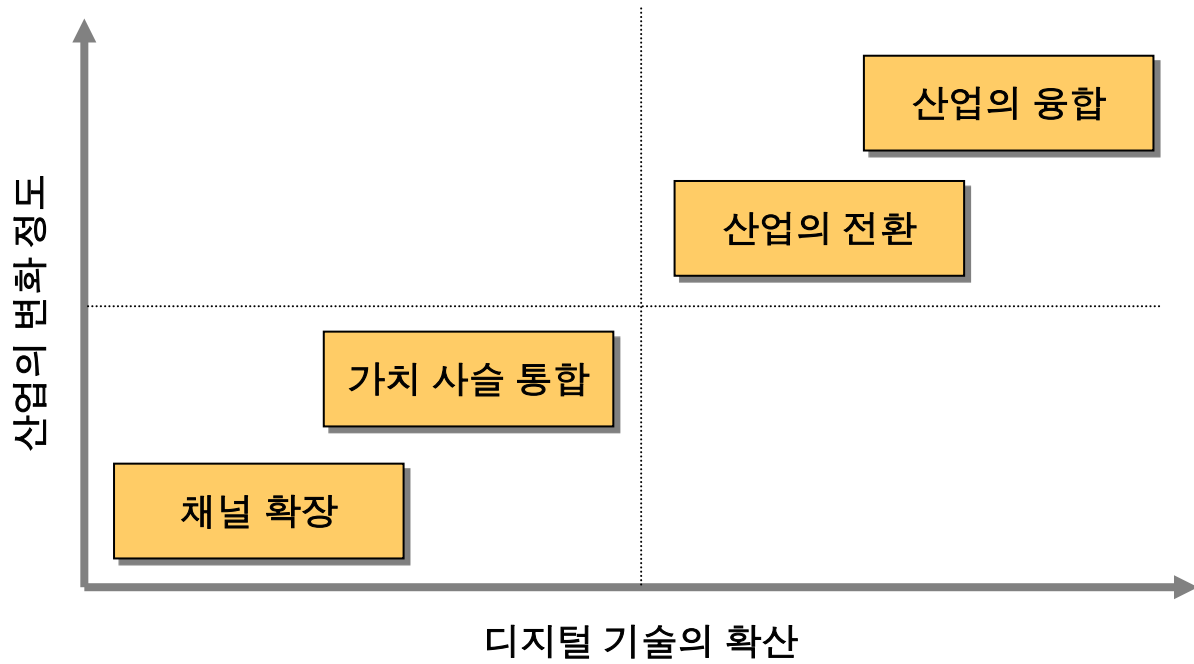 산업의 융합
산업의 전환
산업의 변화 정도
가치 사슬 통합
채널 확장
디지털 기술의 확산